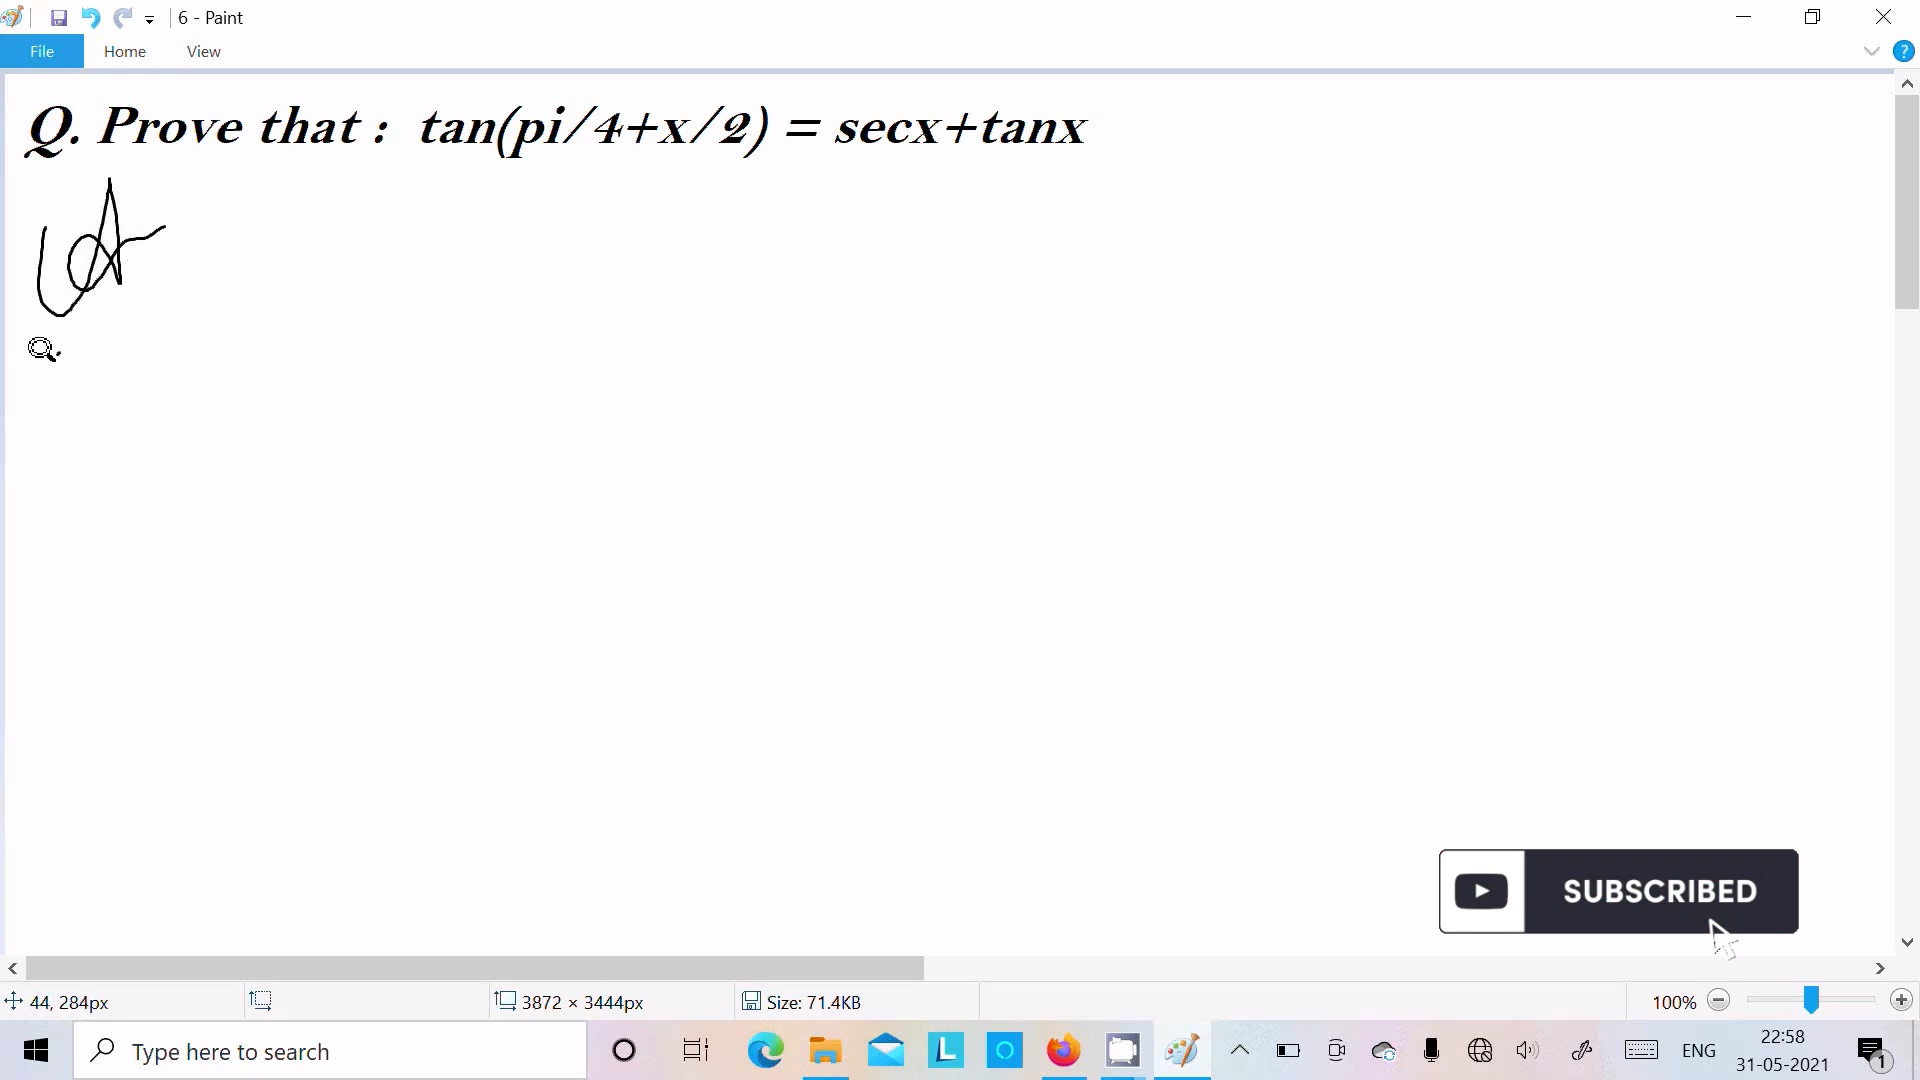 6 - Paint
File Home View
Q. Prove that : tan(pi/4+x/2) = secx+tanx
SUBSCRIBED
44, 284px 3872 × 3444px Size: 71.4KB 100%
Type here to search ENG 22:58
31-05-2021 1